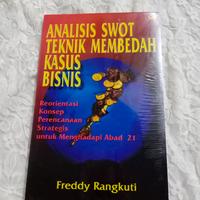 ANALISIS SWOT
TEKNIK MEMBEDAH
KASUS
BISNIS
Reorientasi
Konsep
Perencanaan
Strategis
untuk Menghadapi Abad 21
Freddy Rangkuti